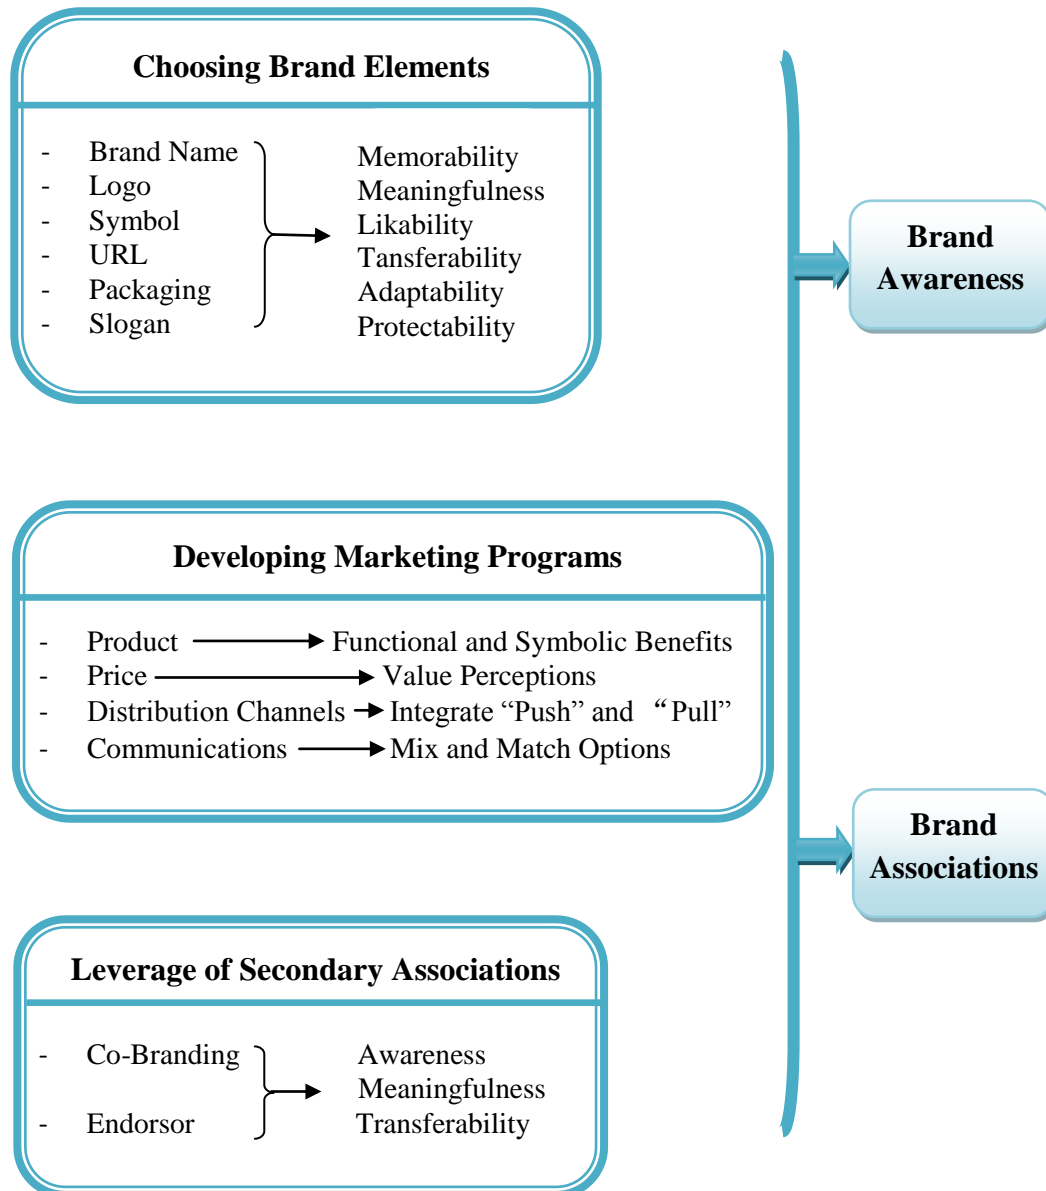 Choosing Brand Elements
- Brand Name
- Logo
- Symbol
- URL
- Packaging
- Slogan
Memorability
Meaningfulness
Likability
Tansferability
Adaptability
Protectability
Developing Marketing Programs
- Product Functional and Symbolic Benefits
- Price Value Perceptions
- Distribution Channels Integrate “Push” and “Pull”
- Communications Mix and Match Options
Leverage of Secondary Associations
- Co-Branding
- Endorsor
Awareness
Meaningfulness
Transferability
Brand
Awareness
Brand
Associations